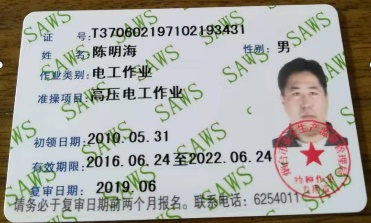 证 号:T370602197102193431
姓 名:陈明海 性别:男
作业类别:电工作业
准操项目:高压电工作业
初领日期:2010.05.31
有效期限:2016.06.24至2022.06.24
复审日期:2019.06
请务必于复审日期前两个月报名。联系电话:6254011
SAWS